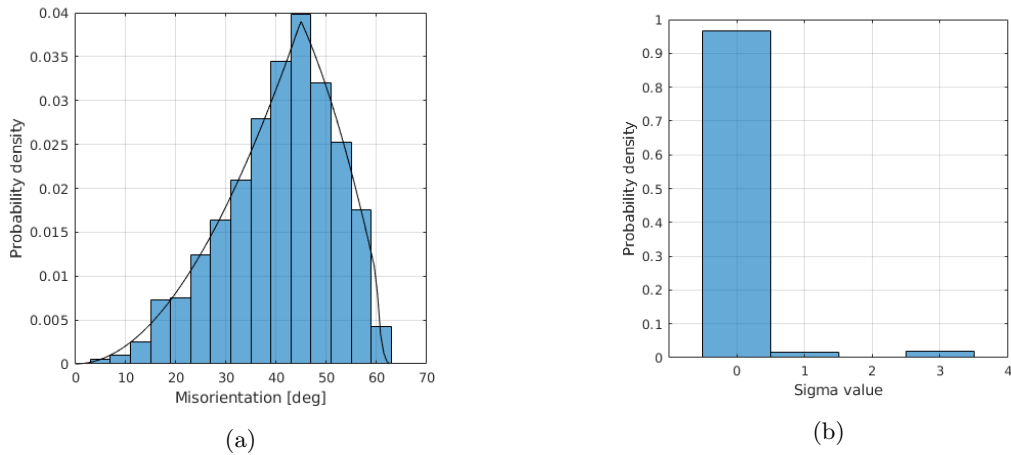 0.04
0.035
0.03
0.025
0.02
0.015
0.01
0.005
0
Probability density
0 10 20 30 40 50 60 70
Misorientation [deg]
(a)
1
0.9
0.8
0.7
0.6
0.5
0.4
0.3
0.2
0.1
0
Probability density
0 1 2 3 4
Sigma value
(b)